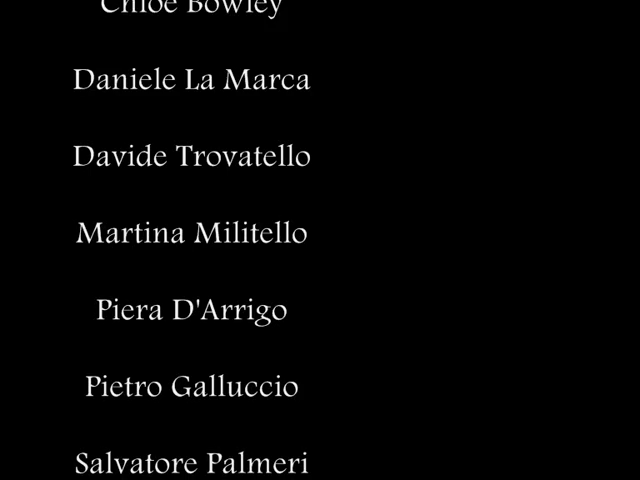 Chloe Bowley
Daniele La Marca
Davide Trovatello
Martina Militello
Piera D'Arrigo
Pietro Galluccio
Salvatore Palmeri